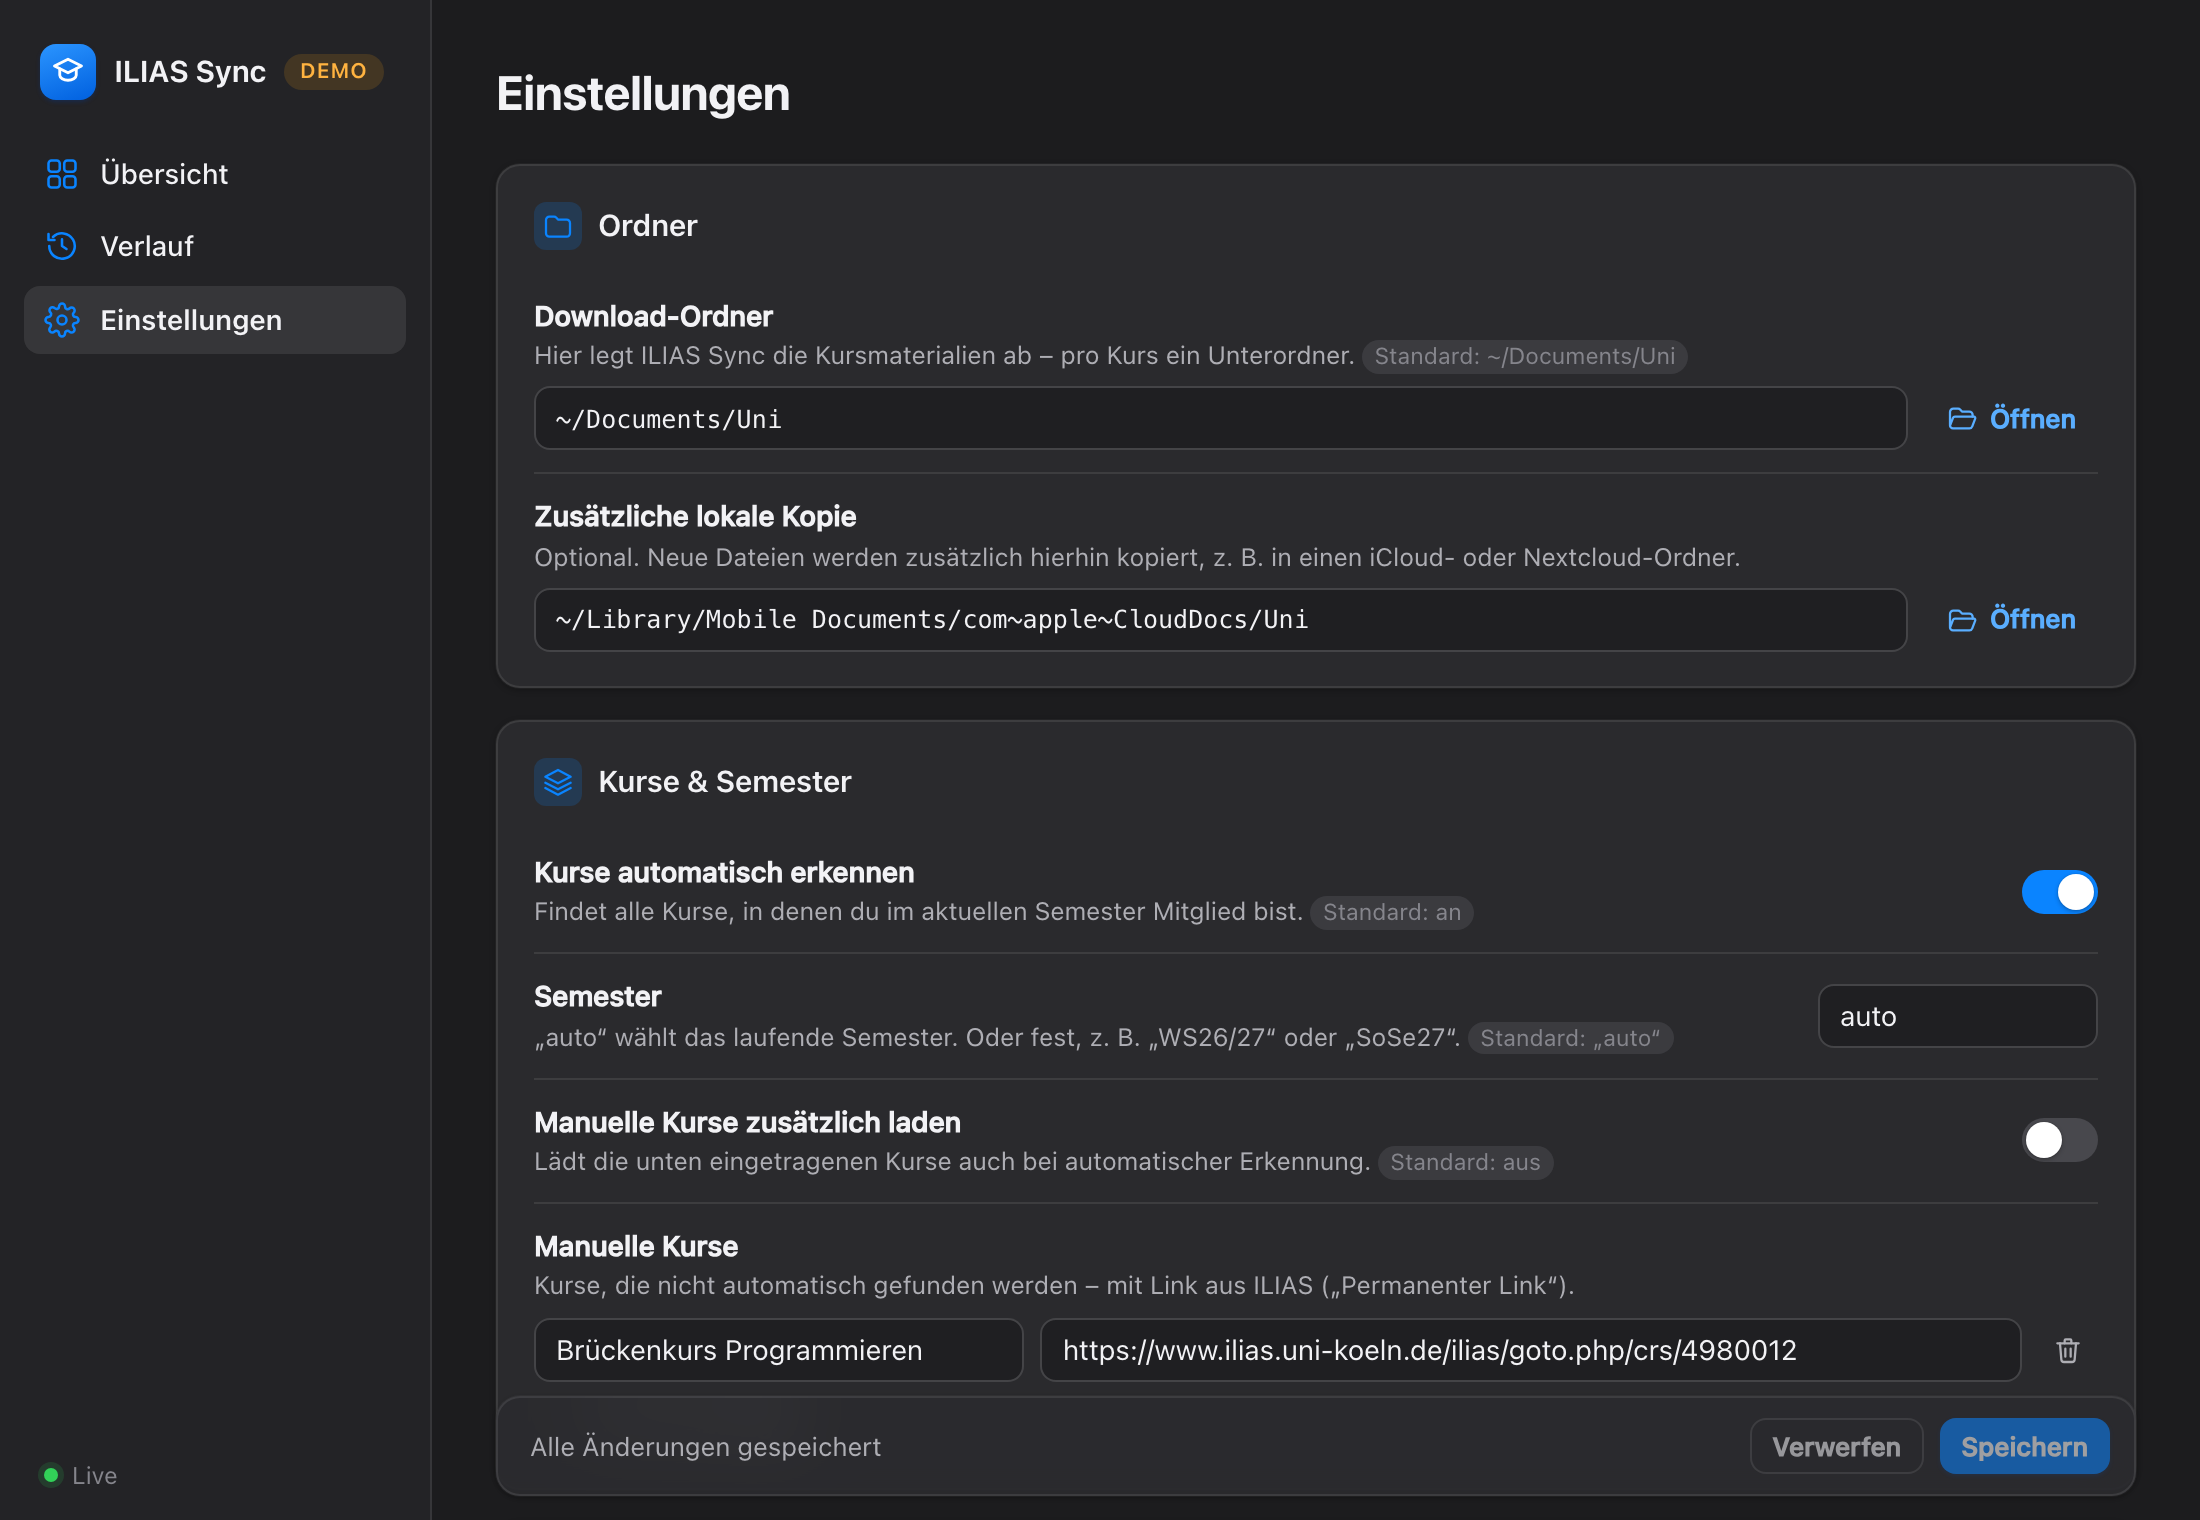 ILIAS Sync DEMO
Übersicht
Verlauf
Einstellungen
Live
Einstellungen
Ordner
Download-Ordner
Hier legt ILIAS Sync die Kursmaterialien ab – pro Kurs ein Unterordner. Standard: ~/Documents/Uni
~/Documents/Uni
Öffnen
Zusätzliche lokale Kopie
Optional. Neue Dateien werden zusätzlich hierhin kopiert, z. B. in einen iCloud- oder Nextcloud-Ordner.
~/Library/Mobile Documents/com~apple~CloudDocs/Uni
Öffnen
Kurse & Semester
Kurse automatisch erkennen
Findet alle Kurse, in denen du im aktuellen Semester Mitglied bist. Standard: an
Semester
„auto“ wählt das laufende Semester. Oder fest, z. B. „WS26/27“ oder „SoSe27“. Standard: „auto“
auto
Manuelle Kurse zusätzlich laden
Lädt die unten eingetragenen Kurse auch bei automatischer Erkennung. Standard: aus
Manuelle Kurse
Kurse, die nicht automatisch gefunden werden – mit Link aus ILIAS („Permanenter Link“).
Brückenkurs Programmieren
https://www.ilias.uni-koeln.de/ilias/goto.php/crs/4980012
Alle Änderungen gespeichert
Verwerfen
Speichern